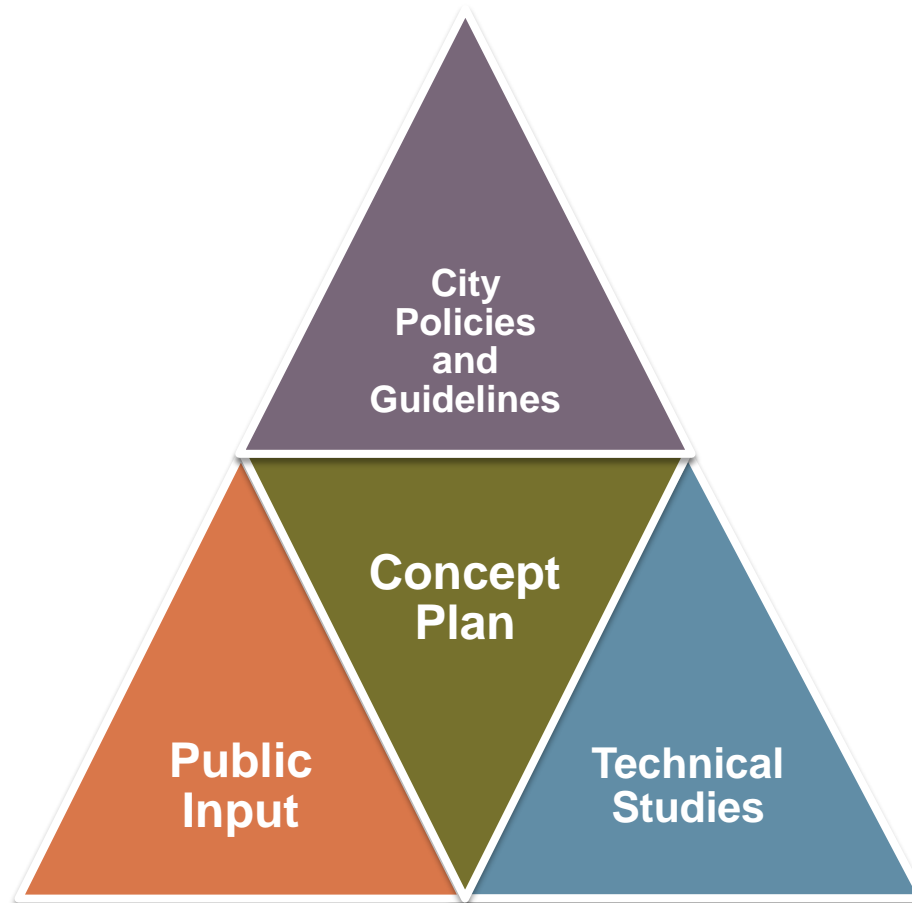 City
Policies
and
Guidelines
Concept
Plan
Public
Input
Technical
Studies